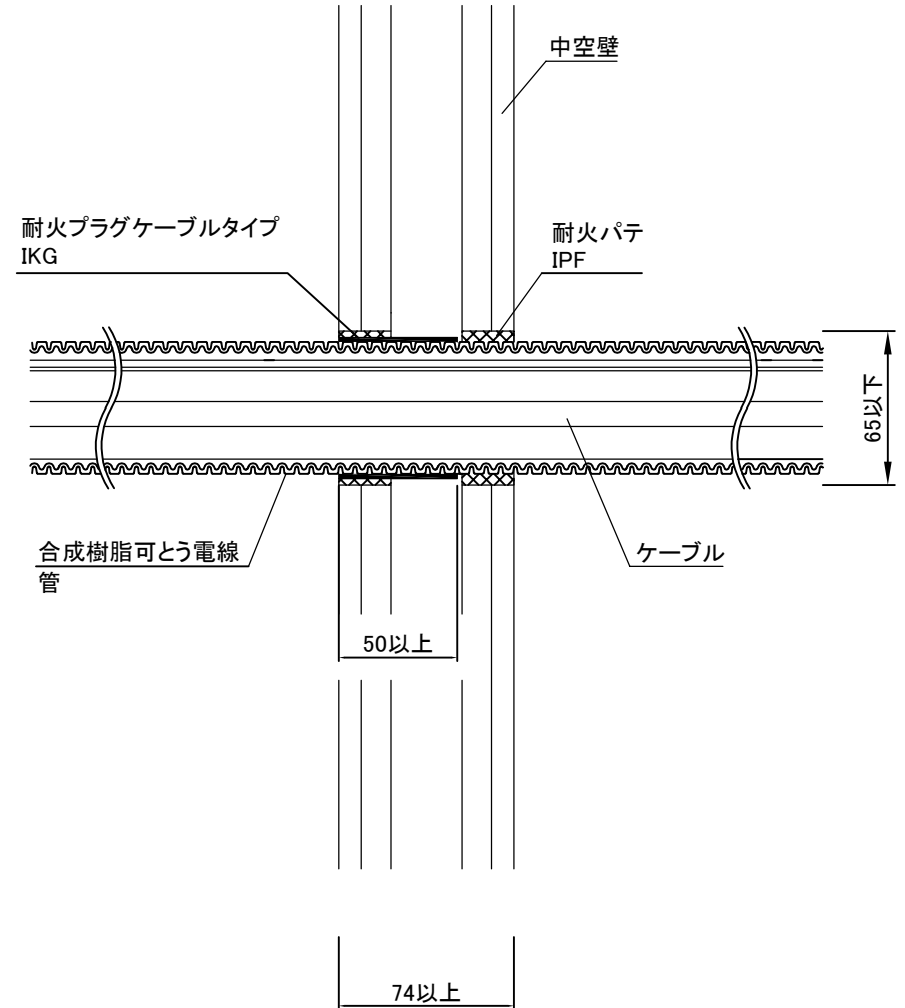 中空壁
耐火プラグケーブルタイプ
IKG
耐火パテ
IPF
65以下
合成樹脂可とう電線
管
ケーブル
50以上
74以上